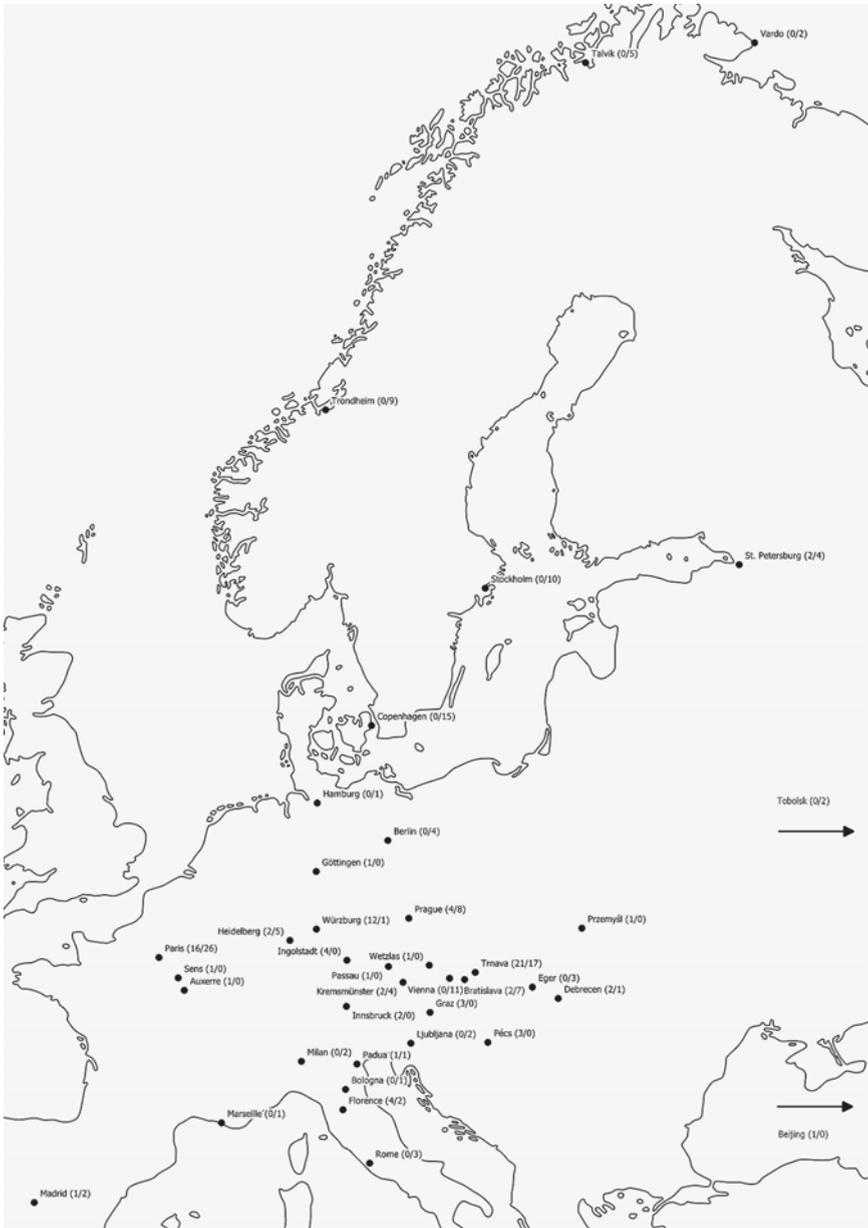 Vardo (0/2)
Talvik (0/5)
Trondheim (0/9)
St. Petersburg (2/4)
Stockholm (0/10)
Copenhagen (0/15)
Hamburg (0/1)
Tobolsk (0/2)
Berlin (0/4)
Göttingen (1/0)
Prague (4/8)
Przemyśl (1/0)
Würzburg (12/1)
Heidelberg (2/5)
Paris (16/26)
Ingolstadt (4/0)
Wetzlas (1/0)
Trnava (21/17)
Sens (1/0)
Passau (1/0)
Eger (0/3)
Auxerre (1/0)
Kremsmünster (2/4)
Vienna (0/11)
Bratislava (2/7)
Debrecen (2/1)
Graz (3/0)
Innsbruck (2/0)
Ljubljana (0/2)
Pécs (3/0)
Milan (0/2)
Padua (1/1)
Bologna (0/1)
Florence (4/2)
Marseille (0/1)
Beijing (1/0)
Rome (0/3)
Madrid (1/2)